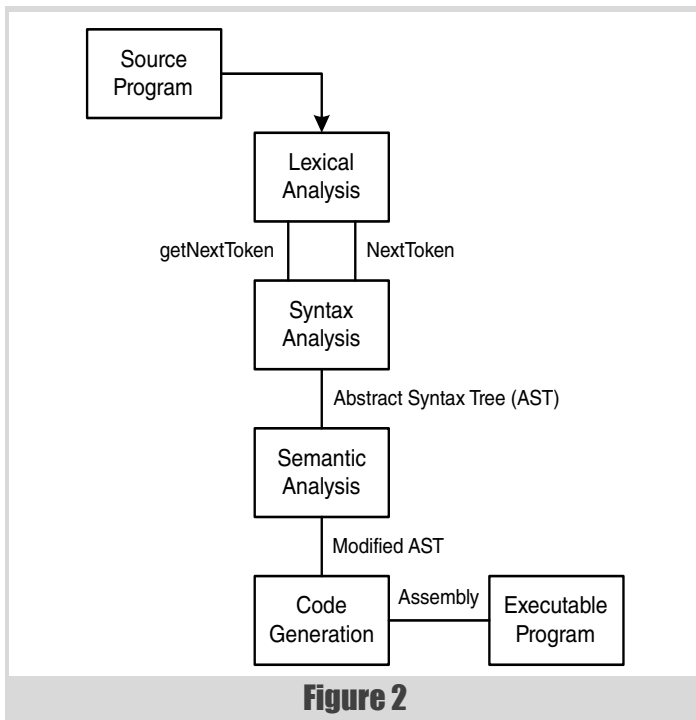 Source
Program
Lexical
Analysis
getNextToken
NextToken
Syntax
Analysis
Abstract Syntax Tree (AST)
Semantic
Analysis
Modified AST
Code
Generation
Assembly
Executable
Program
Figure 2